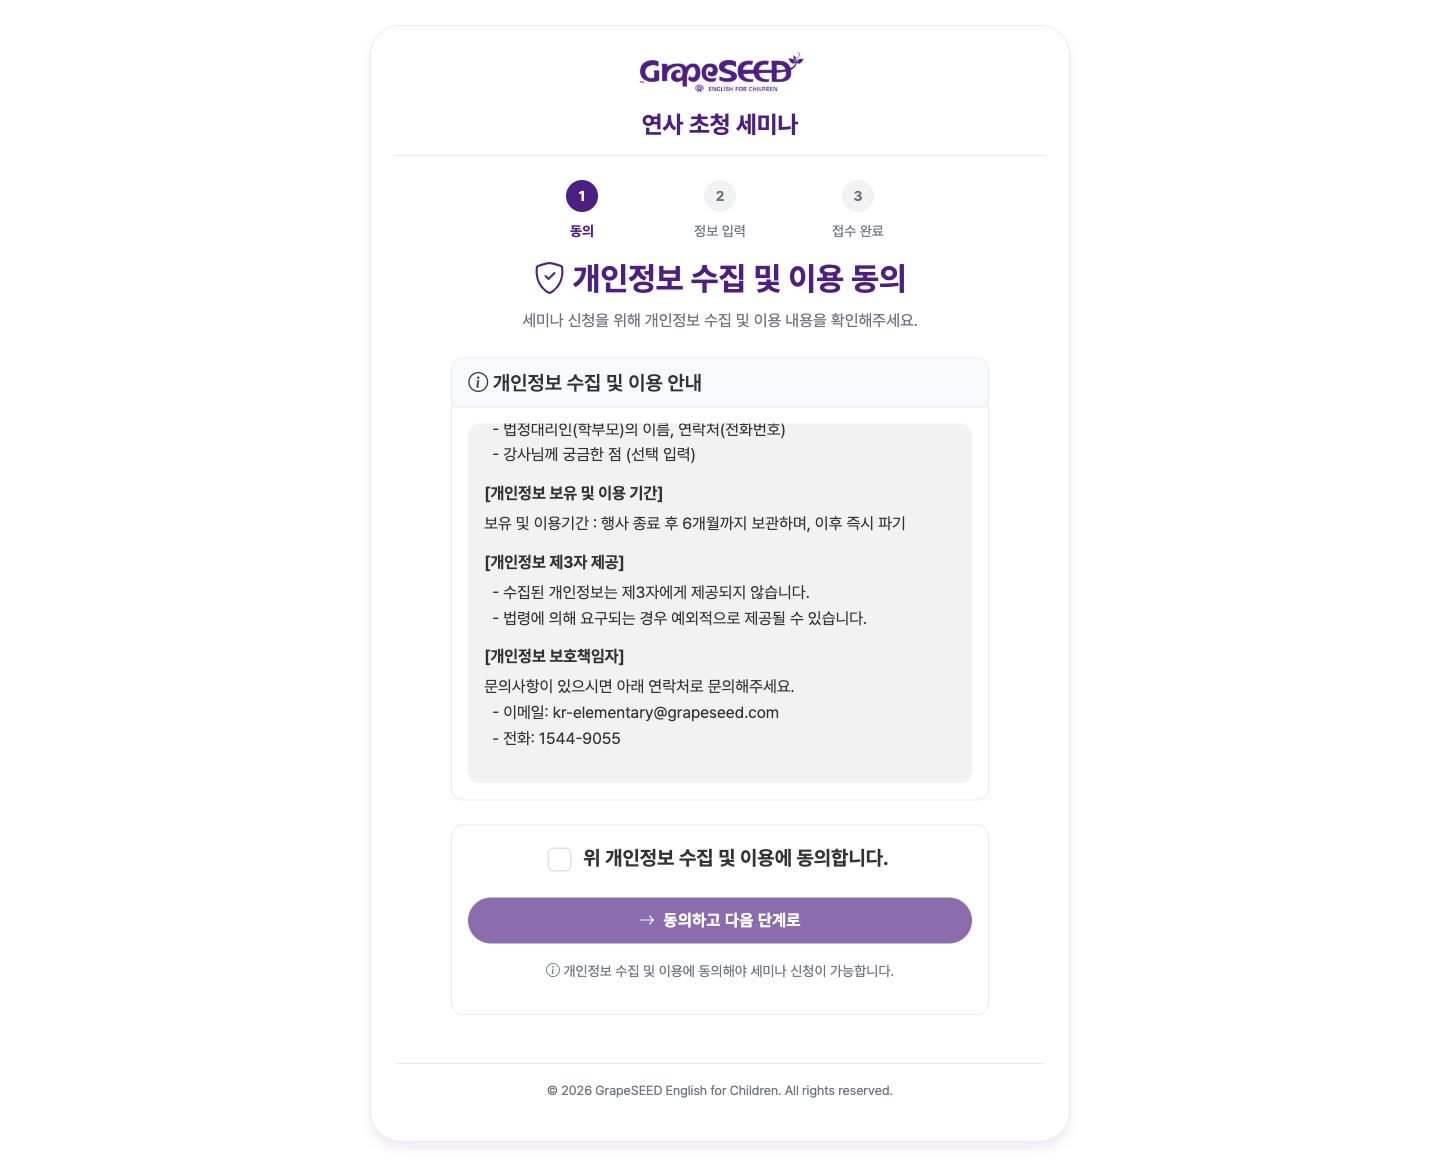 GrapeSEED
ENGLISH FOR CHILDREN
연사 초청 세미나
1
2
3
동의
정보 입력
접수 완료
개인정보 수집 및 이용 동의
세미나 신청을 위해 개인정보 수집 및 이용 내용을 확인해주세요.
개인정보 수집 및 이용 안내
- 법정대리인(학부모)의 이름, 연락처(전화번호)
- 강사님께 궁금한 점 (선택 입력)
[개인정보 보유 및 이용 기간]
보유 및 이용기간 : 행사 종료 후 6개월까지 보관하며, 이후 즉시 파기
[개인정보 제3자 제공]
- 수집된 개인정보는 제3자에게 제공되지 않습니다.
- 법령에 의해 요구되는 경우 예외적으로 제공될 수 있습니다.
[개인정보 보호책임자]
문의사항이 있으시면 아래 연락처로 문의해주세요.
- 이메일: kr-elementary@grapeseed.com
- 전화: 1544-9055
위 개인정보 수집 및 이용에 동의합니다.
→ 동의하고 다음 단계로
개인정보 수집 및 이용에 동의해야 세미나 신청이 가능합니다.
© 2026 GrapeSEED English for Children. All rights reserved.